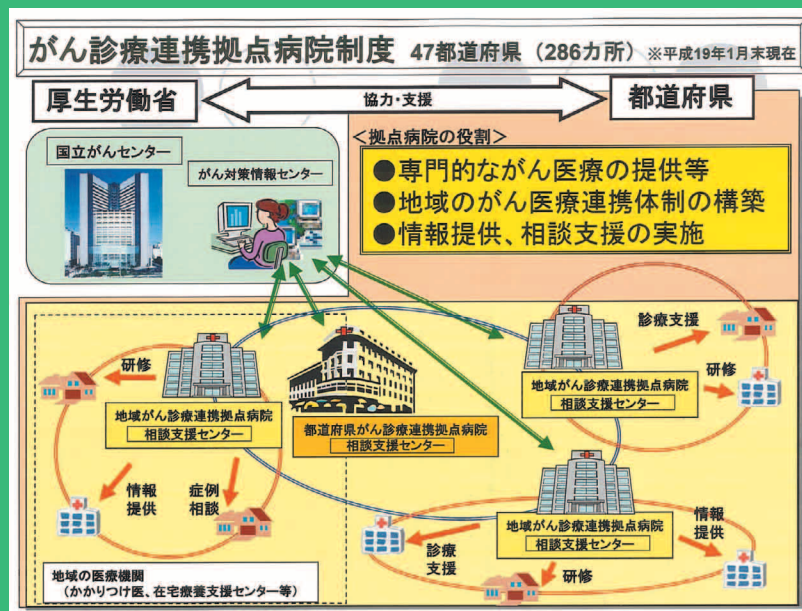 がん診療連携拠点病院制度 47都道府県（286カ所）※平成19年1月末現在
厚生労働省
協力・支援
都道府県
国立がんセンター
がん対策情報センター
＜拠点病院の役割＞
●専門的ながん医療の提供等
●地域のがん医療連携体制の構築
●情報提供、相談支援の実施
研修
地域がん診療連携拠点病院
相談支援センター
情報
提供
症例
相談
都道府県がん診療連携拠点病院
相談支援センター
診療支援
研修
地域がん診療連携拠点病院
相談支援センター
地域がん診療連携拠点病院
相談支援センター
診療
支援
研修
情報
提供
地域の医療機関
（かかりつけ医、在宅療養支援センター等）